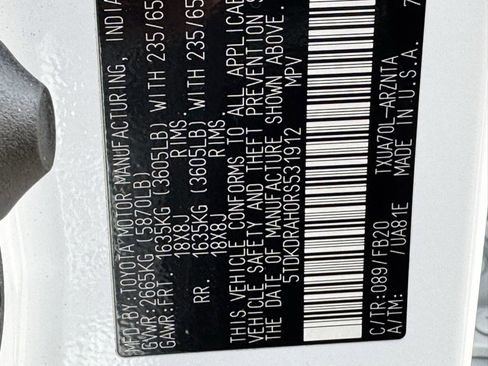 MFD.BY:TOYOTA MOTOR MANUFACTURING, INDIA
GVWR:2665KG (5870LB)
GAWR:FRT. 1635KG (3605LB) WITH 235/65
18X8J RIMS.
RR. 1635KG (3605LB) WITH 235/65
18X8J RIMS.
THIS VEHICLE CONFORMS TO ALL APPLICAB
VEHICLE SAFETY AND THEFT PREVENTION
THE DATE OF MANUFACTURE SHOWN ABOVE.
5TDKDRAH0RS531912 MPV
C/TR:089/FB20 TXUA70L-ARZNTA
A/TM: /UA81E MADE IN U.S.A. 7